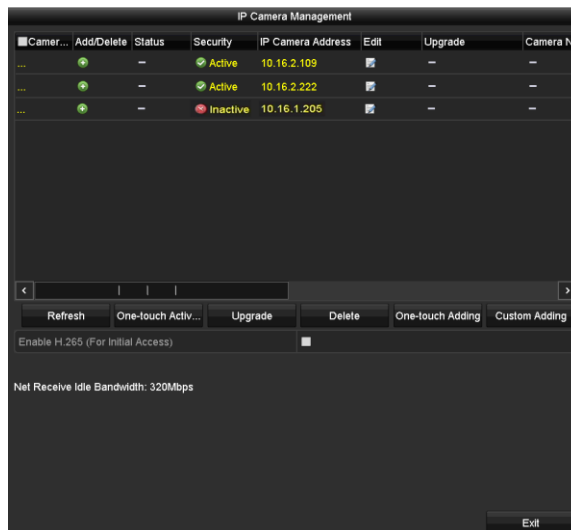 IP Camera Management
Camer... Add/Delete Status Security IP Camera Address Edit Upgrade Camera N
... – Active 10.16.2.109 – –
... – Active 10.16.2.222 – –
... – Inactive 10.16.1.205 – –
Refresh One-touch Activ... Upgrade Delete One-touch Adding Custom Adding
Enable H.265 (For Initial Access)
Net Receive Idle Bandwidth: 320Mbps
Exit